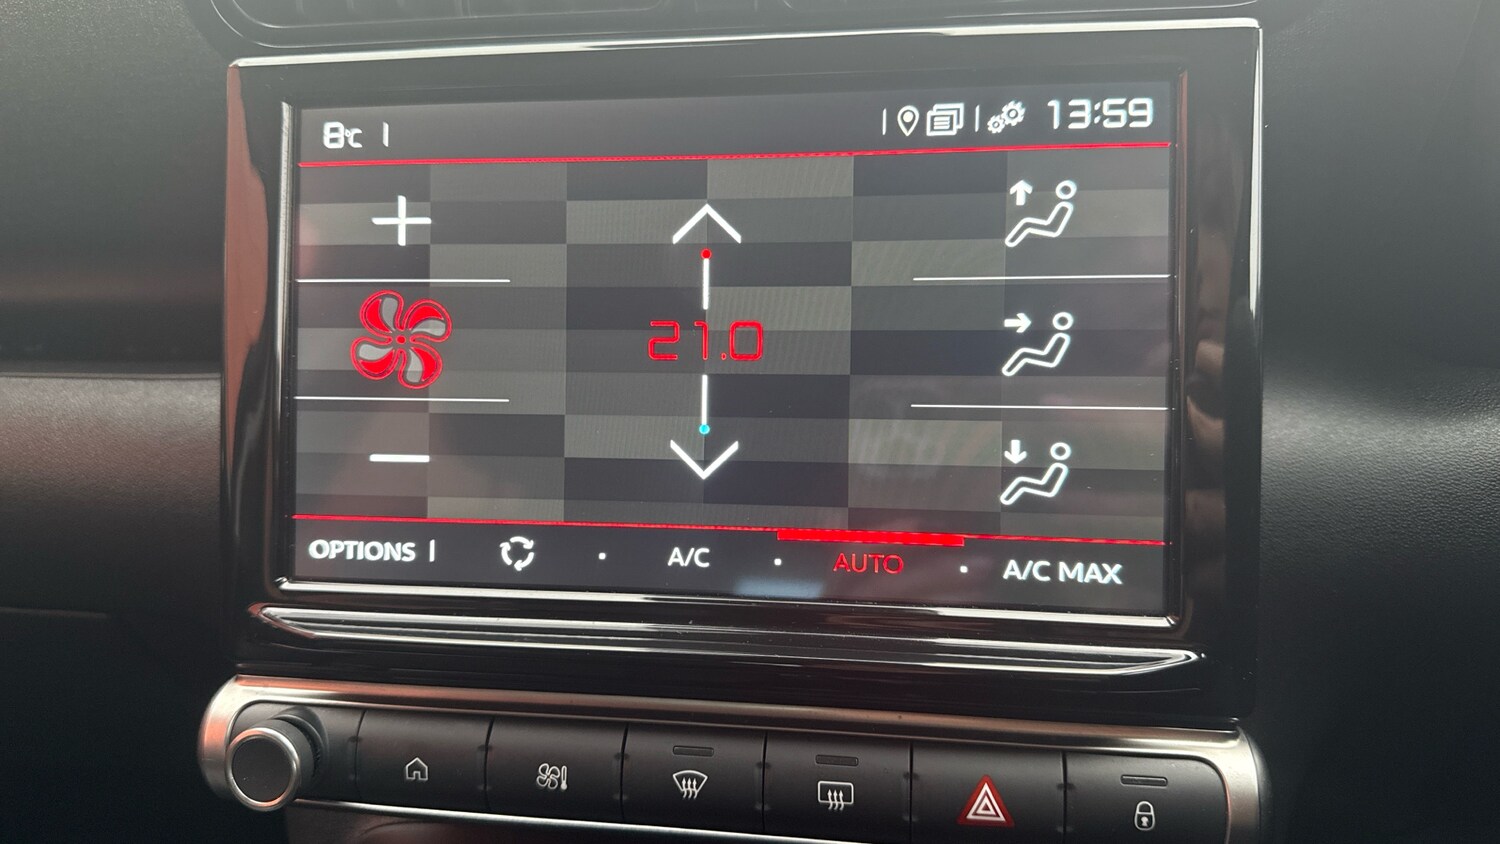 8°C
13:59
21.0
OPTIONS A/C AUTO A/C MAX